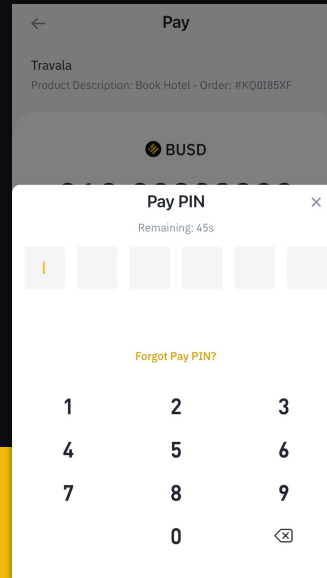 Pay
Travala
Product Description: Book Hotel - Order: #KQ0I85XF
BUSD
Pay PIN
Remaining: 45s
Forgot Pay PIN?
1 2 3
4 5 6
7 8 9
0